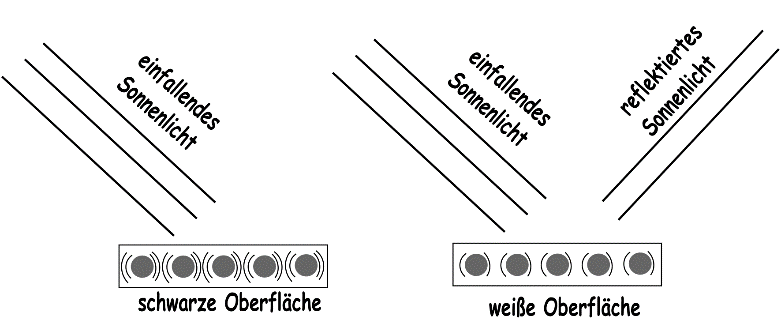 einfallendes
Sonnenlicht
schwarze Oberfläche
einfallendes
Sonnenlicht
reflektiertes
Sonnenlicht
weiße Oberfläche